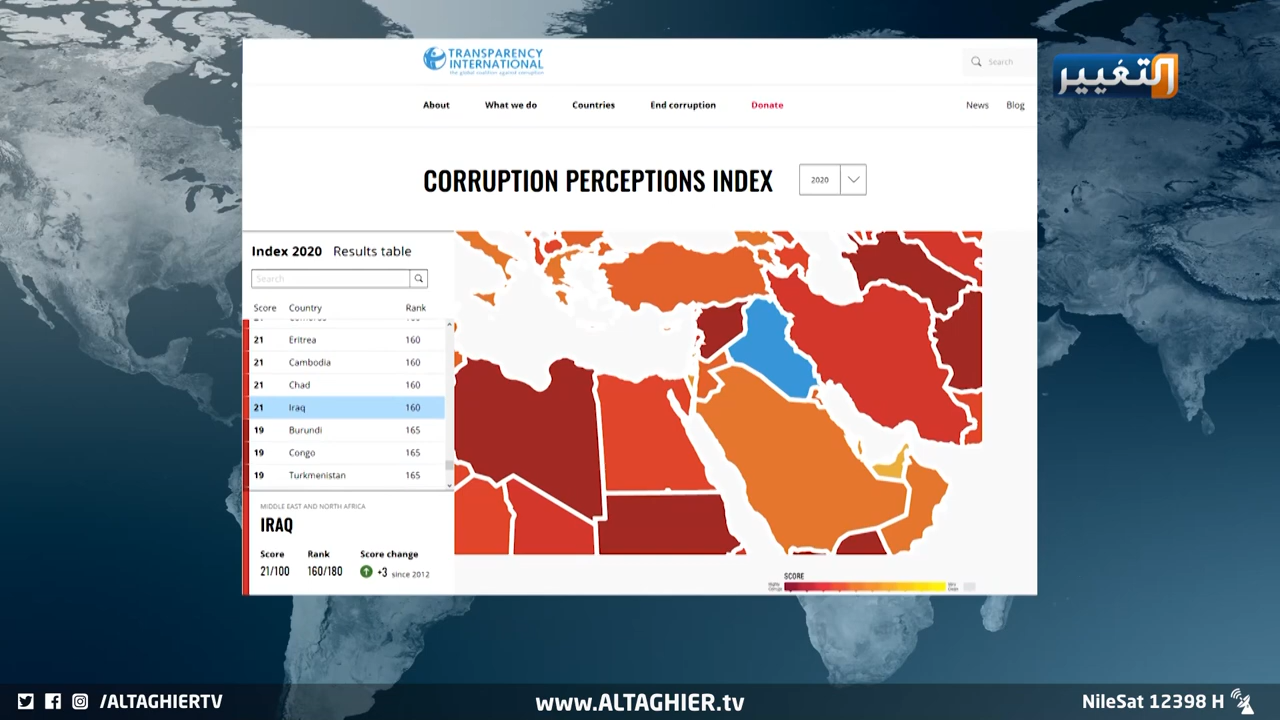 TRANSPARENCY
INTERNATIONAL
the global coalition against corruption
Search
التغيير
About What we do Countries End corruption Donate News Blog
CORRUPTION PERCEPTIONS INDEX 2020
Index 2020 Results table
Search
Score Country Rank
21 Eritrea 160
21 Cambodia 160
21 Chad 160
21 Iraq 160
19 Burundi 165
19 Congo 165
19 Turkmenistan 165
MIDDLE EAST AND NORTH AFRICA
IRAQ
Score Rank Score change
21/100 160/180 +3 since 2012
SCORE
/ALTAGHIERTV www.ALTAGHIER.tv NileSat 12398 H